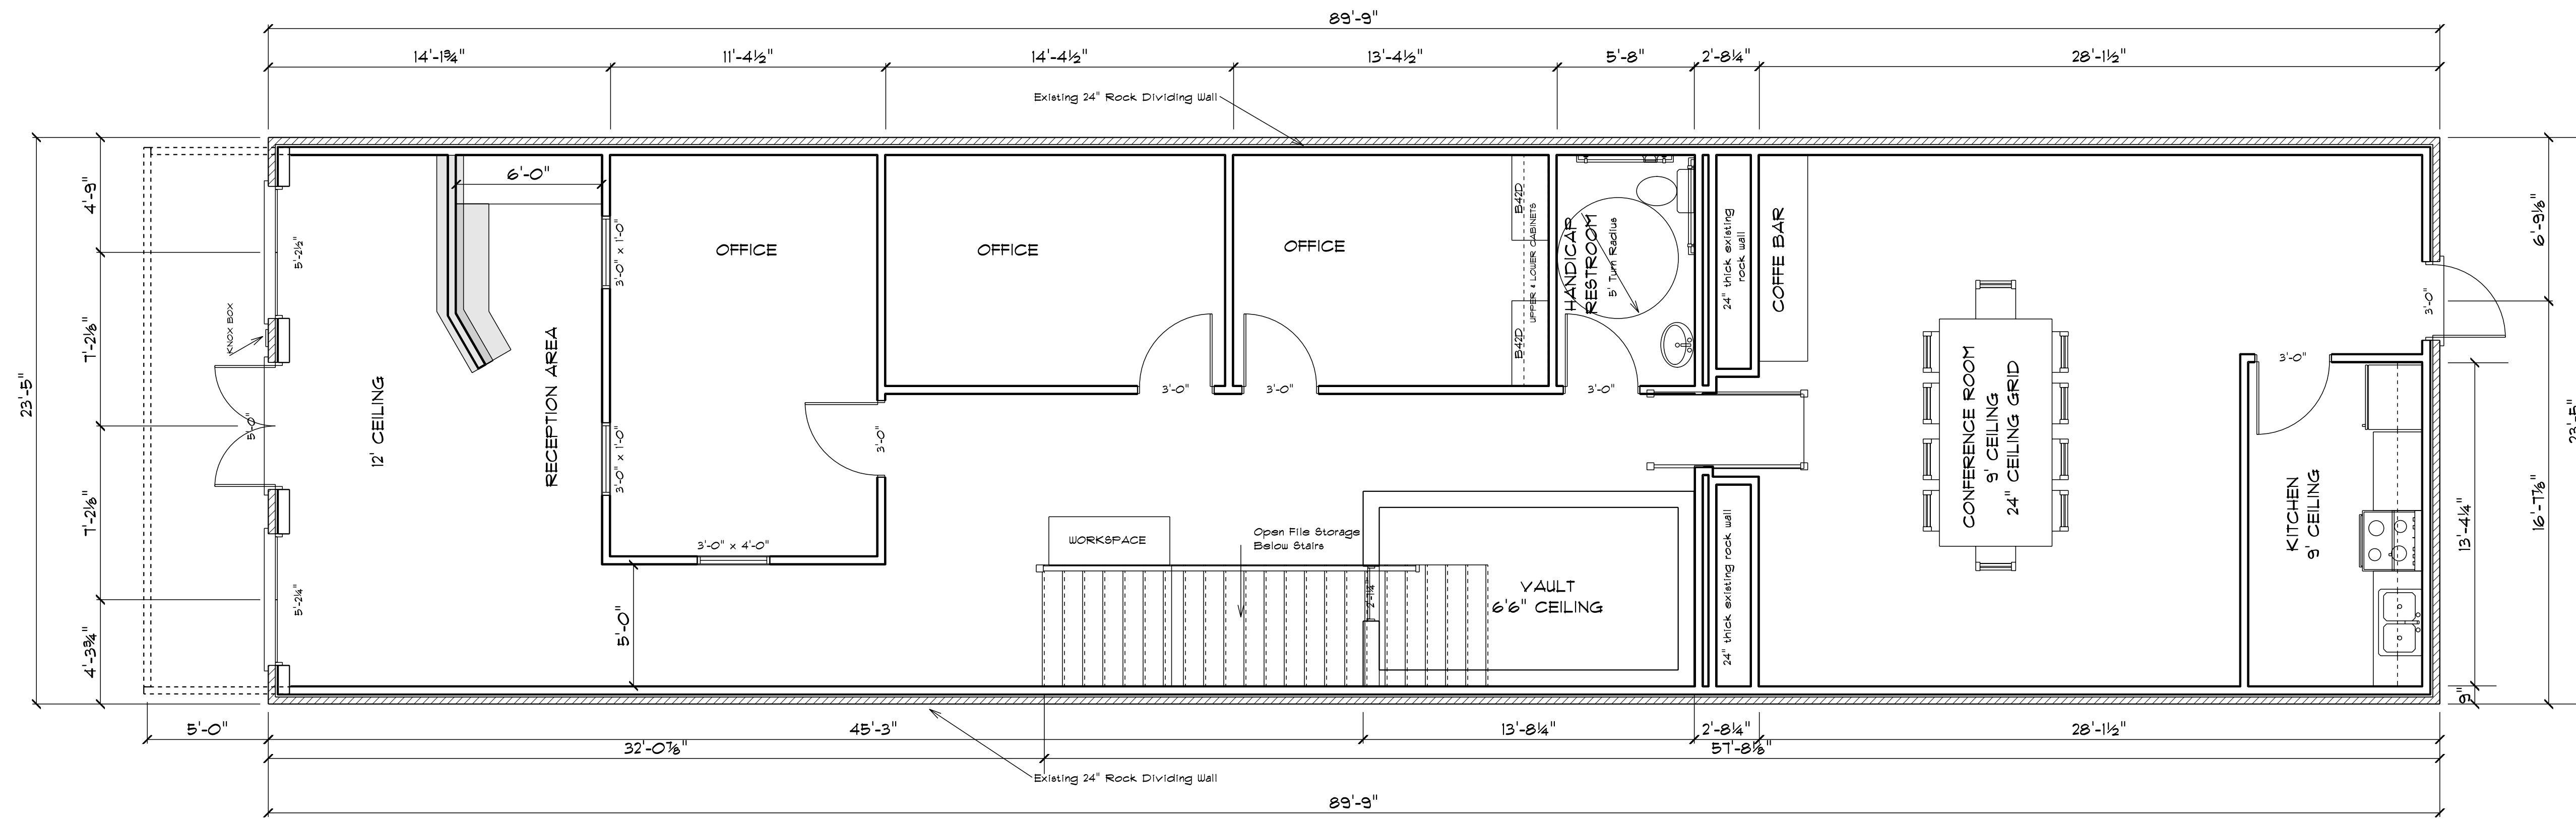 89'-9"
14'-1¾"
11'-4½"
14'-4½"
13'-4½"
5'-8"
2'-8¼"
28'-1½"
Existing 24" Rock Dividing Wall
23'-5"
4'-9"
7'-2⅛"
7'-2⅛"
4'-3¾"
KNOX BOX
5'-2½"
5'-0"
5'-2¼"
12' CEILING
RECEPTION AREA
6'-0"
3'-0" x 1'-0"
3'-0" x 1'-0"
OFFICE
3'-0" x 4'-0"
3'-0"
5'-0"
OFFICE
3'-0"
OFFICE
3'-0"
B42D
B42D
UPPER & LOWER CABINETS
HANDICAP
RESTROOM
5' Turn Radius
3'-0"
24" thick existing
rock wall
COFFE BAR
WORKSPACE
Open File Storage
Below Stairs
VAULT
6'6" CEILING
24" thick existing rock wall
CONFERENCE ROOM
9' CEILING
24" CEILING GRID
3'-0"
3'-0"
KITCHEN
9' CEILING
6'-9⅛"
16'-7⅞"
13'-4¼"
9"
23'-5"
5'-0"
45'-3"
13'-8¼"
2'-8¼"
28'-1½"
32'-0⅞"
57'-8⅛"
Existing 24" Rock Dividing Wall
89'-9"